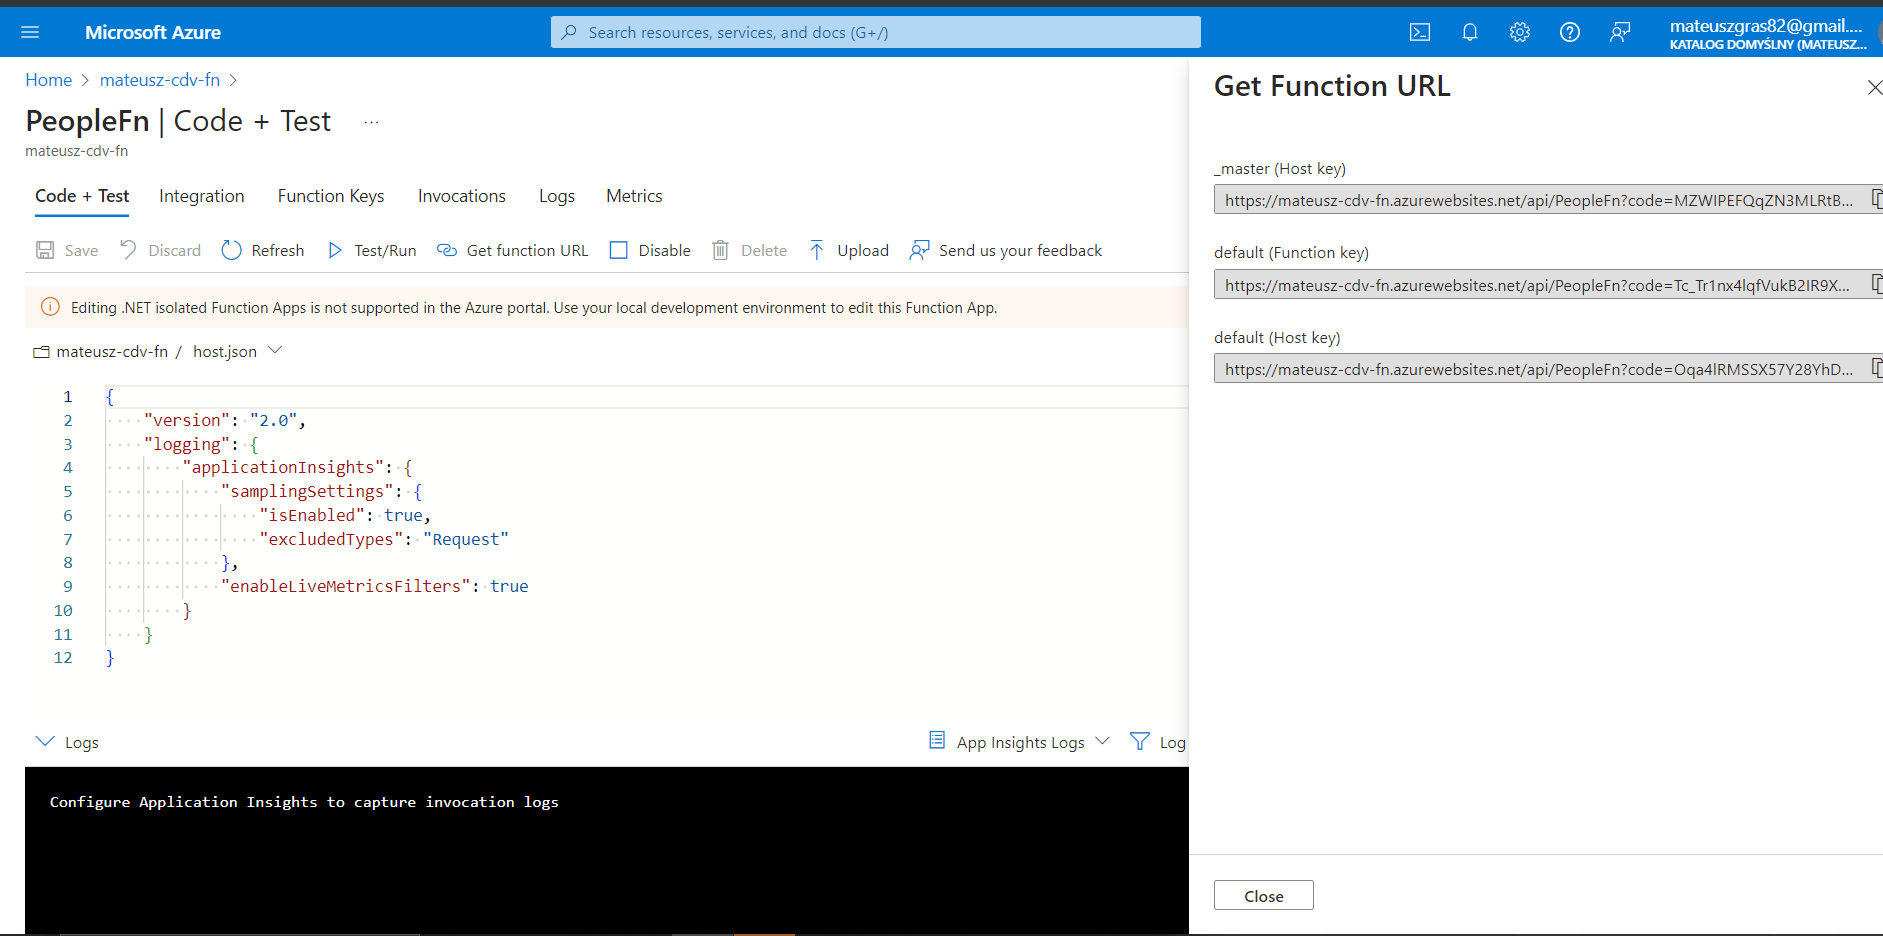 Microsoft Azure
Search resources, services, and docs (G+/)
mateuszgras82@gmail....
KATALOG DOMYŚLNY (MATEUSZ...
Home > mateusz-cdv-fn >
PeopleFn | Code + Test ...
mateusz-cdv-fn
Code + Test Integration Function Keys Invocations Logs Metrics
Save Discard Refresh Test/Run Get function URL Disable Delete Upload Send us your feedback
Editing .NET isolated Function Apps is not supported in the Azure portal. Use your local development environment to edit this Function App.
mateusz-cdv-fn / host.json
1 {
2 "version": "2.0",
3 "logging": {
4 "applicationInsights": {
5 "samplingSettings": {
6 "isEnabled": true,
7 "excludedTypes": "Request"
8 },
9 "enableLiveMetricsFilters": true
10 }
11 }
12 }
Logs
App Insights Logs Log
Configure Application Insights to capture invocation logs
Get Function URL
_master (Host key)
https://mateusz-cdv-fn.azurewebsites.net/api/PeopleFn?code=MZWIPEFQqZN3MLRtB...
default (Function key)
https://mateusz-cdv-fn.azurewebsites.net/api/PeopleFn?code=Tc_Tr1nx4lqfVukB2IR9X...
default (Host key)
https://mateusz-cdv-fn.azurewebsites.net/api/PeopleFn?code=Oqa4lRMSSX57Y28YhD...
Close